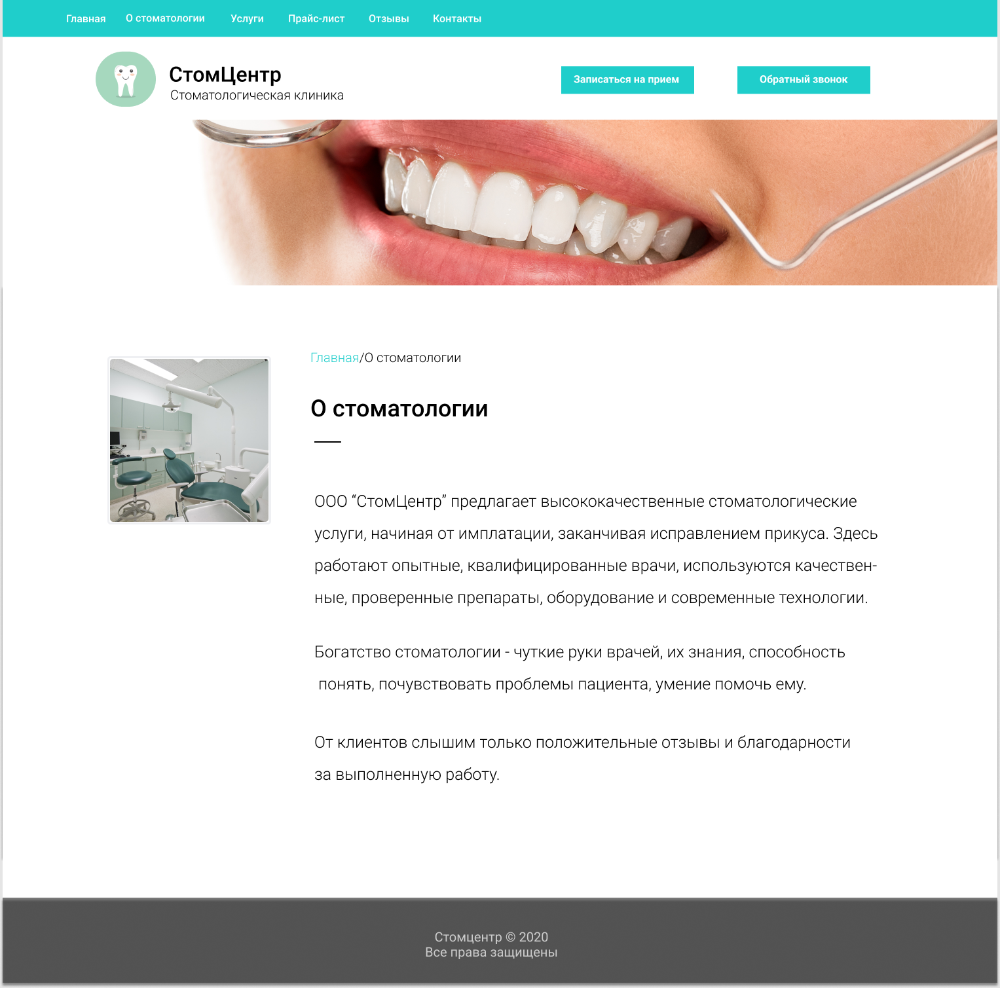 Главная О стоматологии Услуги Прайс-лист Отзывы Контакты
СтомЦентр
Стоматологическая клиника
Записаться на прием
Обратный звонок
Главная/О стоматологии
О стоматологии
ООО “СтомЦентр” предлагает высококачественные стоматологические
услуги, начиная от имплатации, заканчивая исправлением прикуса. Здесь
работают опытные, квалифицированные врачи, используются качествен-
ные, проверенные препараты, оборудование и современные технологии.
Богатство стоматологии - чуткие руки врачей, их знания, способность
понять, почувствовать проблемы пациента, умение помочь ему.
От клиентов слышим только положительные отзывы и благодарности
за выполненную работу.
Стомцентр © 2020
Все права защищены